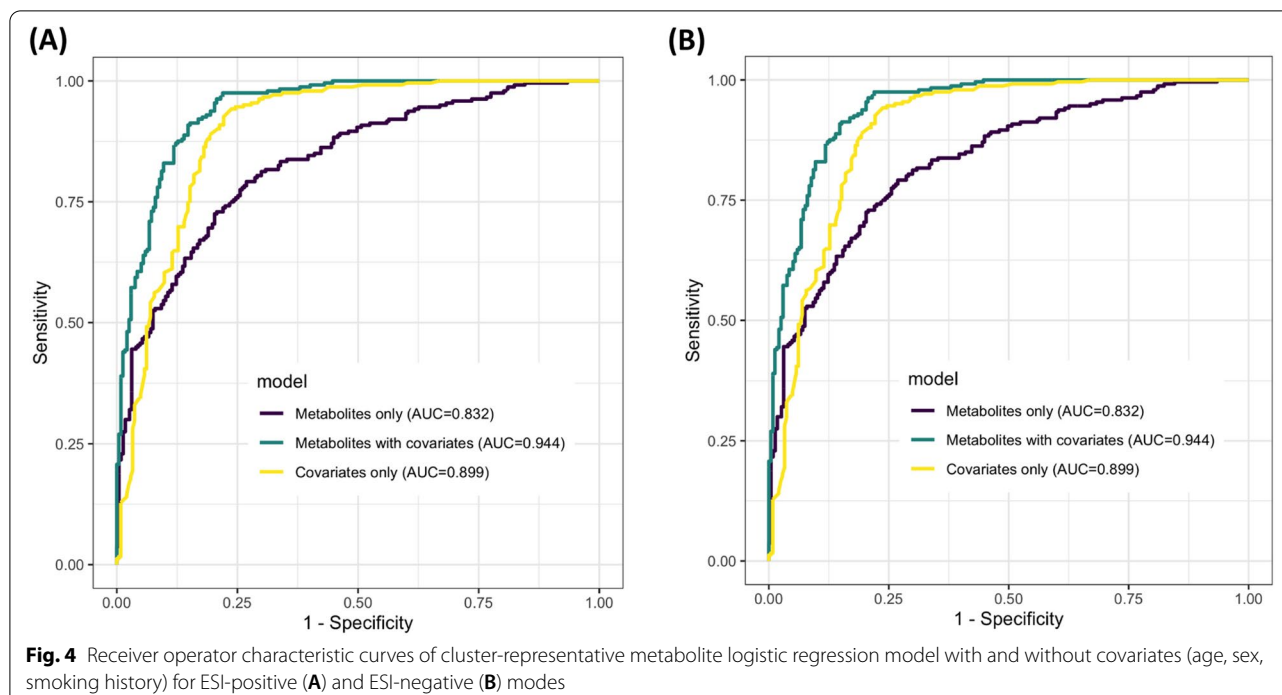 (A)
1.00
0.75
0.50
0.25
0.00
Sensitivity
model
Metabolites only (AUC=0.832)
Metabolites with covariates (AUC=0.944)
Covariates only (AUC=0.899)
0.00 0.25 0.50 0.75 1.00
1 - Specificity
(B)
1.00
0.75
0.50
0.25
0.00
Sensitivity
model
Metabolites only (AUC=0.832)
Metabolites with covariates (AUC=0.944)
Covariates only (AUC=0.899)
0.00 0.25 0.50 0.75 1.00
1 - Specificity
Fig. 4 Receiver operator characteristic curves of cluster-representative metabolite logistic regression model with and without covariates (age, sex,
smoking history) for ESI-positive (A) and ESI-negative (B) modes